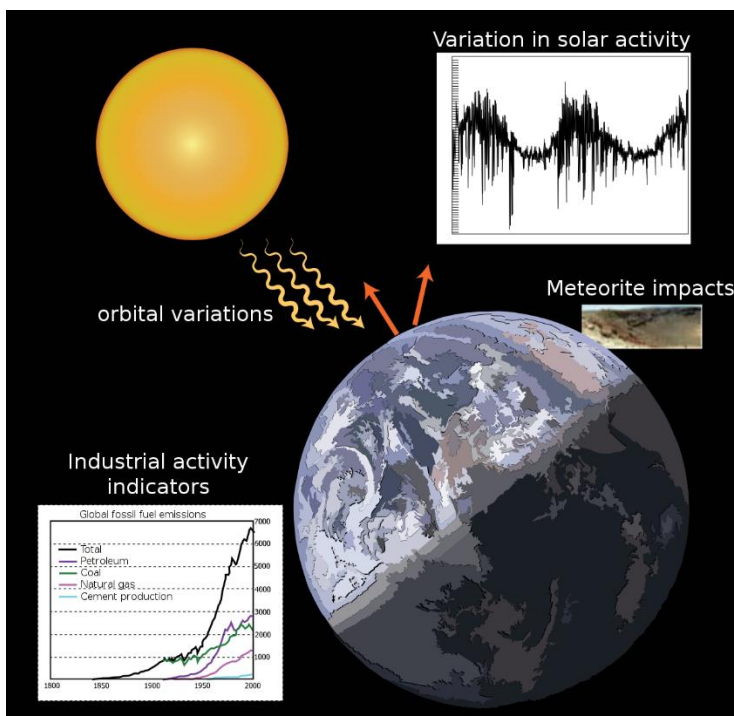 Variation in solar activity
orbital variations
Meteorite impacts
Industrial activity
indicators
Global fossil fuel emissions
Total
Petroleum
Coal
Natural gas
Cement production
7000
6000
5000
4000
3000
2000
1000
1800
1850
1900
1950
2000